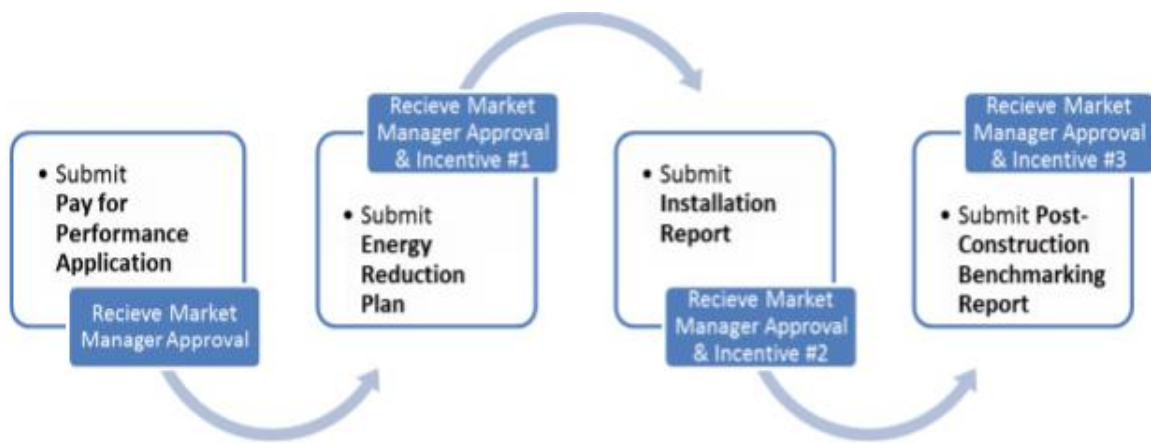 • Submit
Pay for
Performance
Application
Recieve Market
Manager Approval
Recieve Market
Manager Approval
& Incentive #1
• Submit
Energy
Reduction
Plan
• Submit
Installation
Report
Recieve Market
Manager Approval
& Incentive #2
Recieve Market
Manager Approval
& Incentive #3
• Submit Post-
Construction
Benchmarking
Report